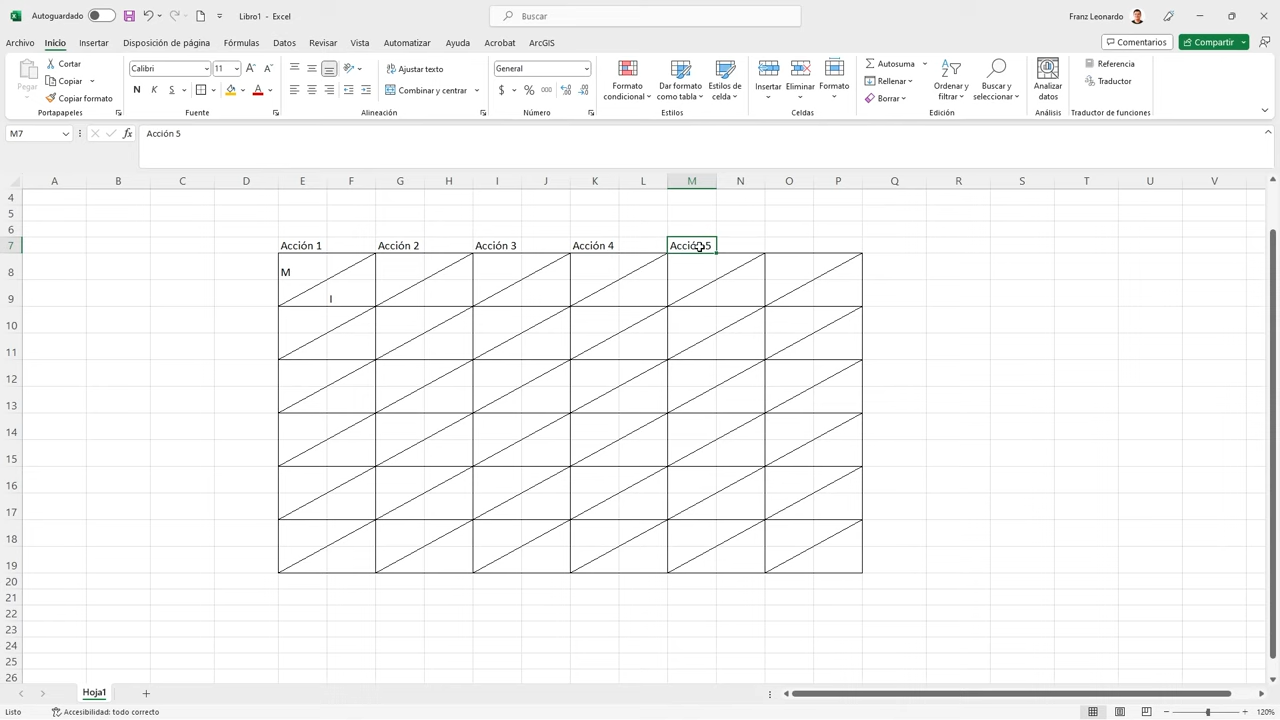 Autoguardado
Libro1 - Excel
Buscar
Franz Leonardo
Archivo Inicio Insertar Disposición de página Fórmulas Datos Revisar Vista Automatizar Ayuda Acrobat ArcGIS
Comentarios Compartir
Pegar
Cortar
Copiar
Copiar formato
Portapapeles
Calibri 11
N K S
Fuente
Ajustar texto
Combinar y centrar
Alineación
General
$ % 000
Número
Formato condicional
Dar formato como tabla
Estilos de celda
Estilos
Insertar Eliminar Formato
Celdas
Autosuma
Rellenar
Borrar
Ordenar y filtrar
Buscar y seleccionar
Edición
Analizar datos
Análisis
Referencia
Traductor
Traductor de funciones
M7 fx Acción 5
A B C D E F G H I J K L M N O P Q R S T U V
4
5
6
7 Acción 1 Acción 2 Acción 3 Acción 4 Acción 5
8 M
9 I
10
11
12
13
14
15
16
17
18
19
20
21
22
23
24
25
26
Hoja1
Listo Accesibilidad: todo correcto 120%